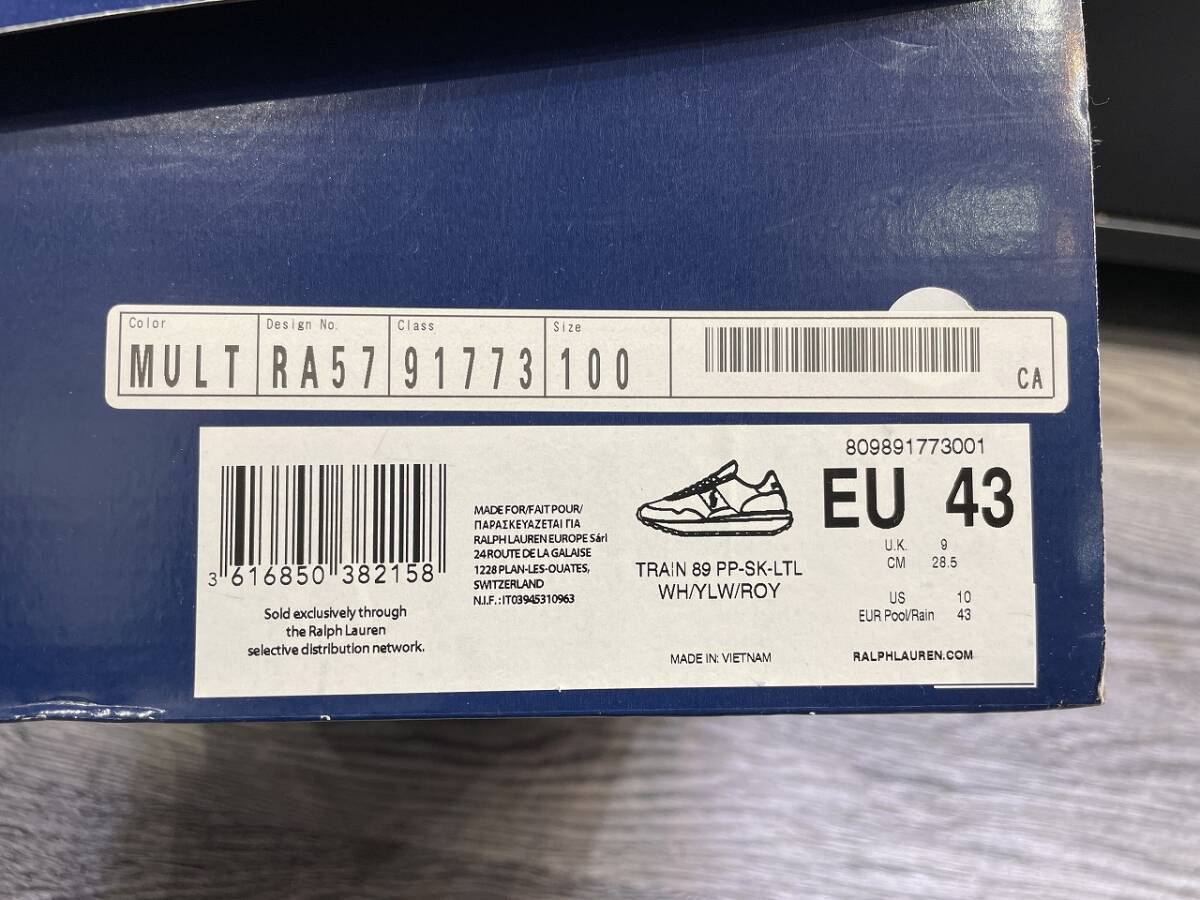 Color Design No. Class Size
MULT RA57 91773 100
CA
3 616850 382158
Sold exclusively through
the Ralph Lauren
selective distribution network.
MADE FOR/FAIT POUR/
ΠΑΡΑΣΚΕΥΑΖΕΤΑΙ ΓΙΑ
RALPH LAUREN EUROPE Sárl
24 ROUTE DE LA GALAISE
1228 PLAN-LES-OUATES,
SWITZERLAND
N.I.F.: IT03945310963
TRAIN 89 PP-SK-LTL
WH/YLW/ROY
MADE IN: VIETNAM
809891773001
EU 43
U.K. 9
CM 28.5
US 10
EUR Pool/Rain 43
RALPHLAUREN.COM